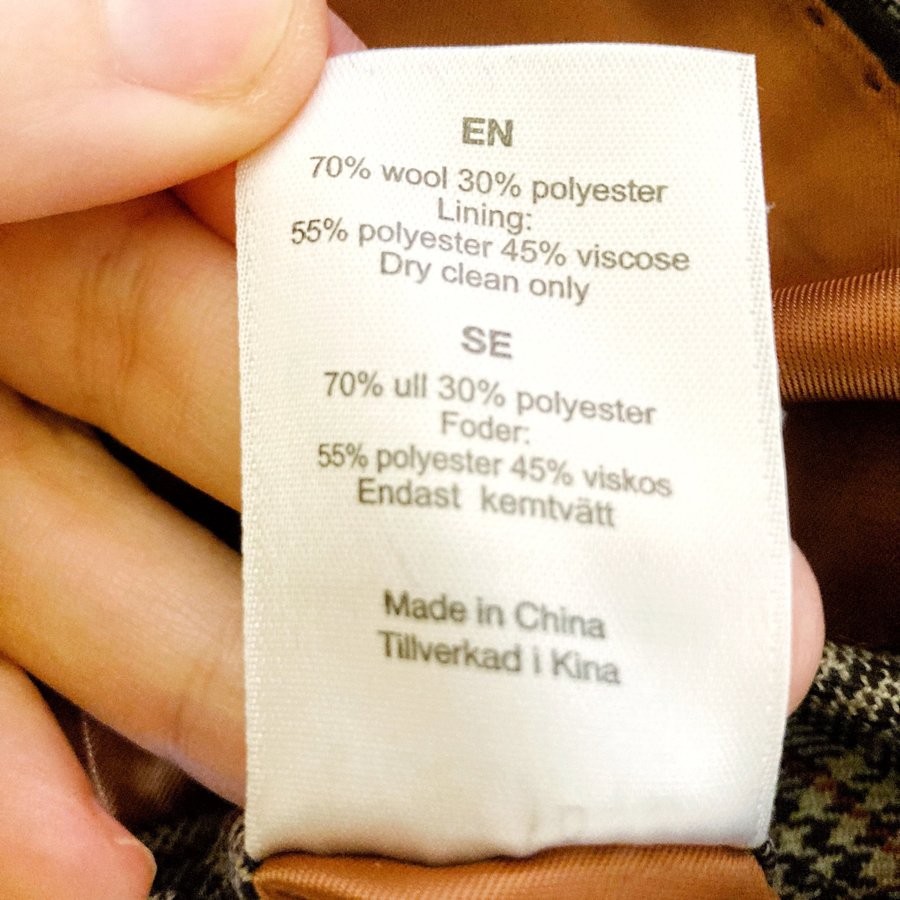 EN
70% wool 30% polyester
Lining:
55% polyester 45% viscose
Dry clean only
SE
70% ull 30% polyester
Foder:
55% polyester 45% viskos
Endast kemtvätt
Made in China
Tillverkad i Kina